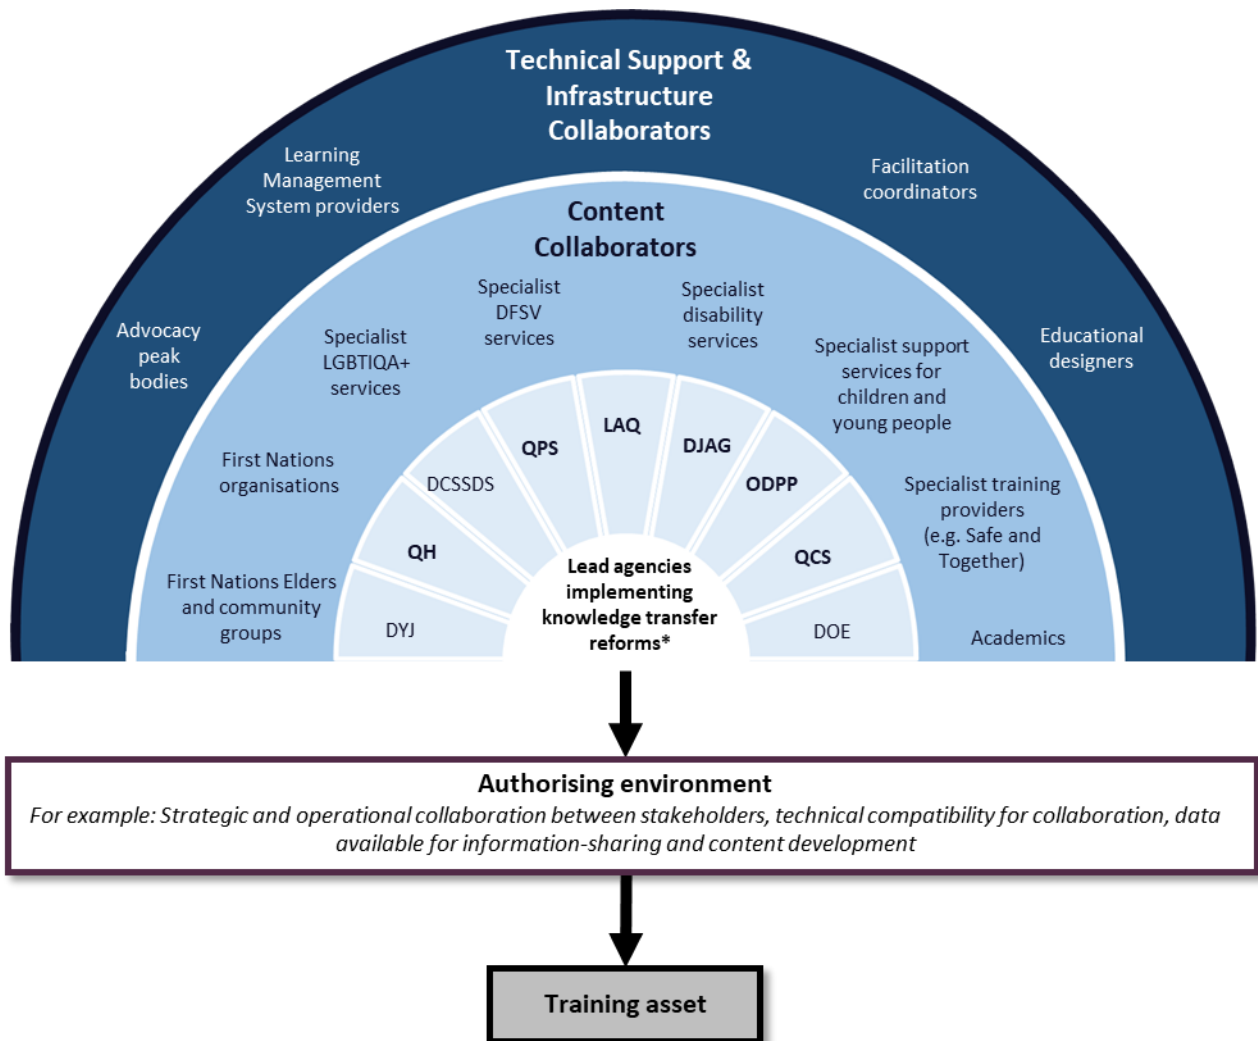 Technical Support &
Infrastructure
Collaborators
Learning
Management
System providers
Facilitation
coordinators
Advocacy
peak
bodies
Educational
designers
Content
Collaborators
Specialist
DFSV
services
Specialist
disability
services
Specialist
LGBTIQA+
services
Specialist support
services for
children and
young people
First Nations
organisations
Specialist training
providers
(e.g. Safe and
Together)
First Nations Elders
and community
groups
Academics
DYJ
QH
DCSSDS
QPS
LAQ
DJAG
ODPP
QCS
DOE
Lead agencies
implementing
knowledge transfer
reforms*
Authorising environment
For example: Strategic and operational collaboration between stakeholders, technical compatibility for collaboration, data
available for information-sharing and content development
Training asset